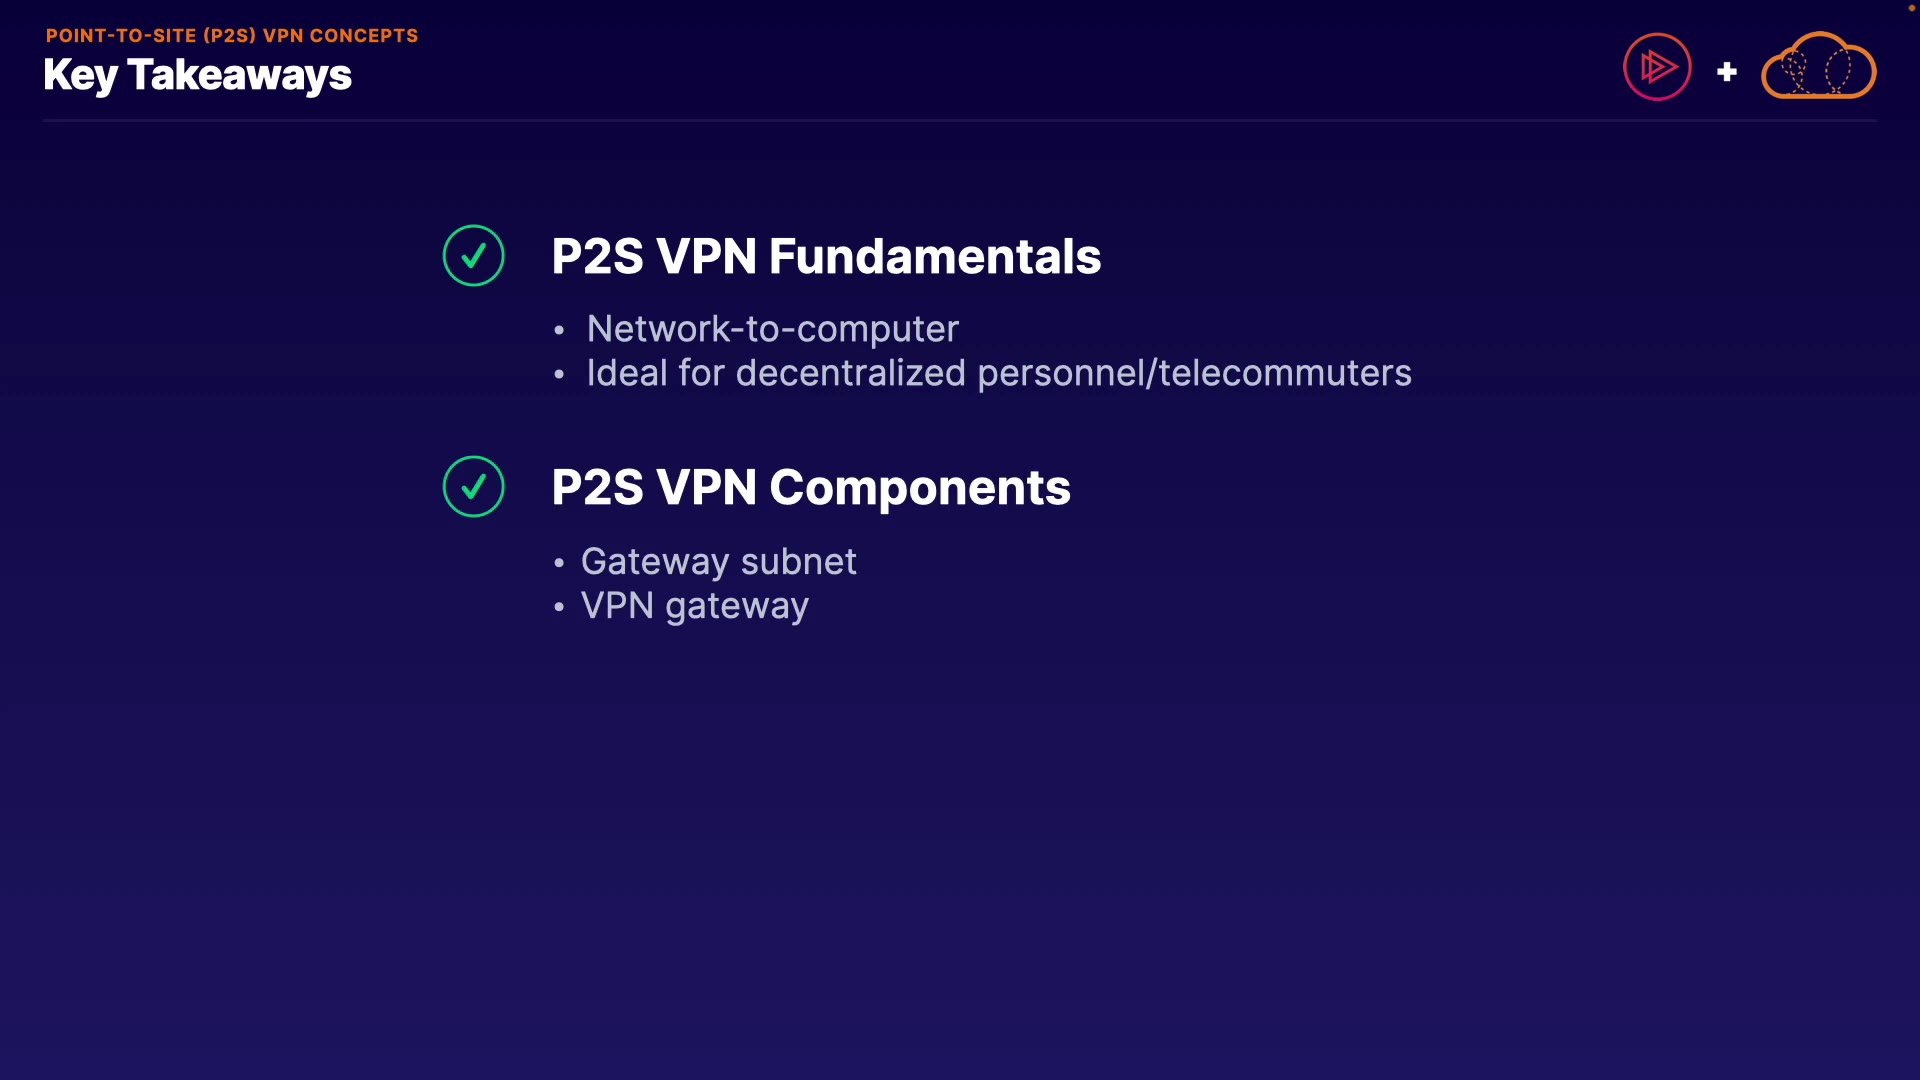 POINT-TO-SITE (P2S) VPN CONCEPTS
Key Takeaways
P2S VPN Fundamentals
• Network-to-computer
• Ideal for decentralized personnel/telecommuters
P2S VPN Components
• Gateway subnet
• VPN gateway